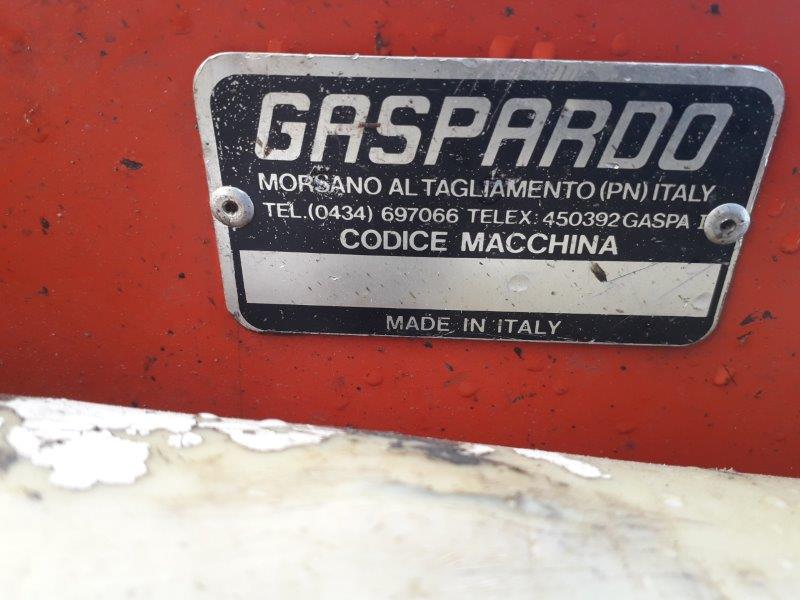 GASPARDO
MORSANO AL TAGLIAMENTO (PN) ITALY
TEL.(0434) 697066 TELEX: 450392 GASPA I
CODICE MACCHINA
MADE IN ITALY